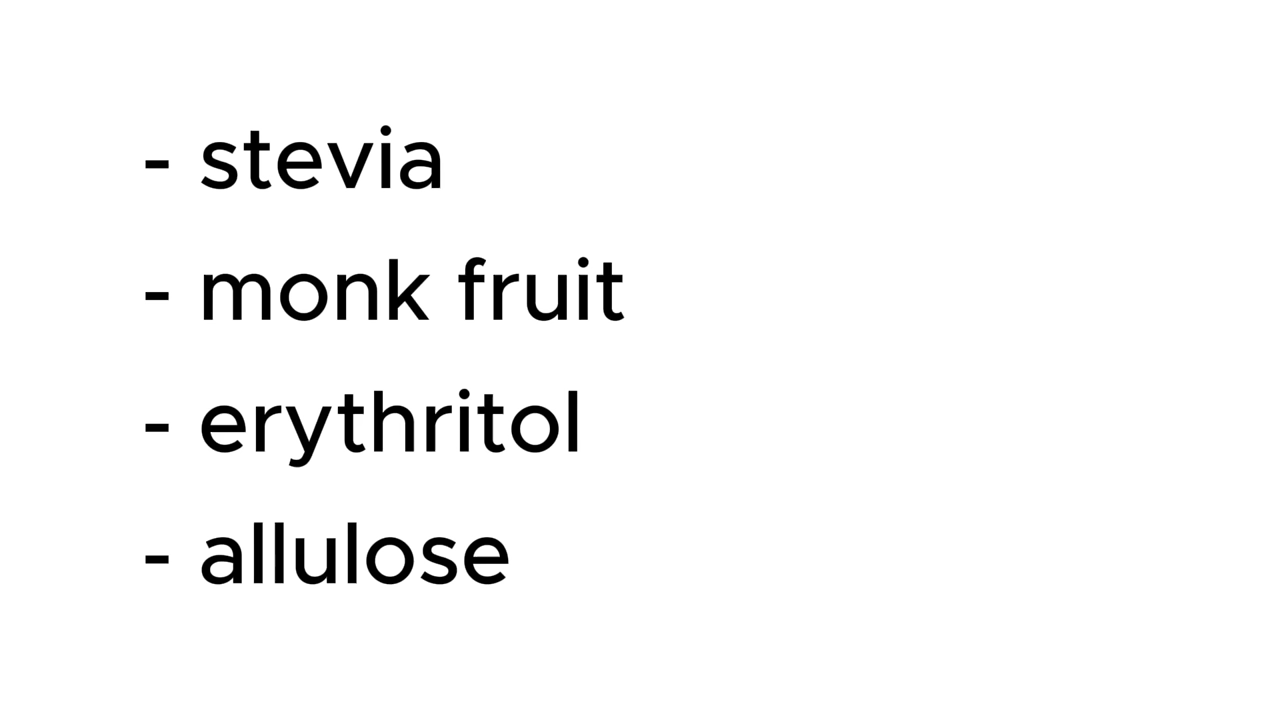 - stevia
- monk fruit
- erythritol
- allulose